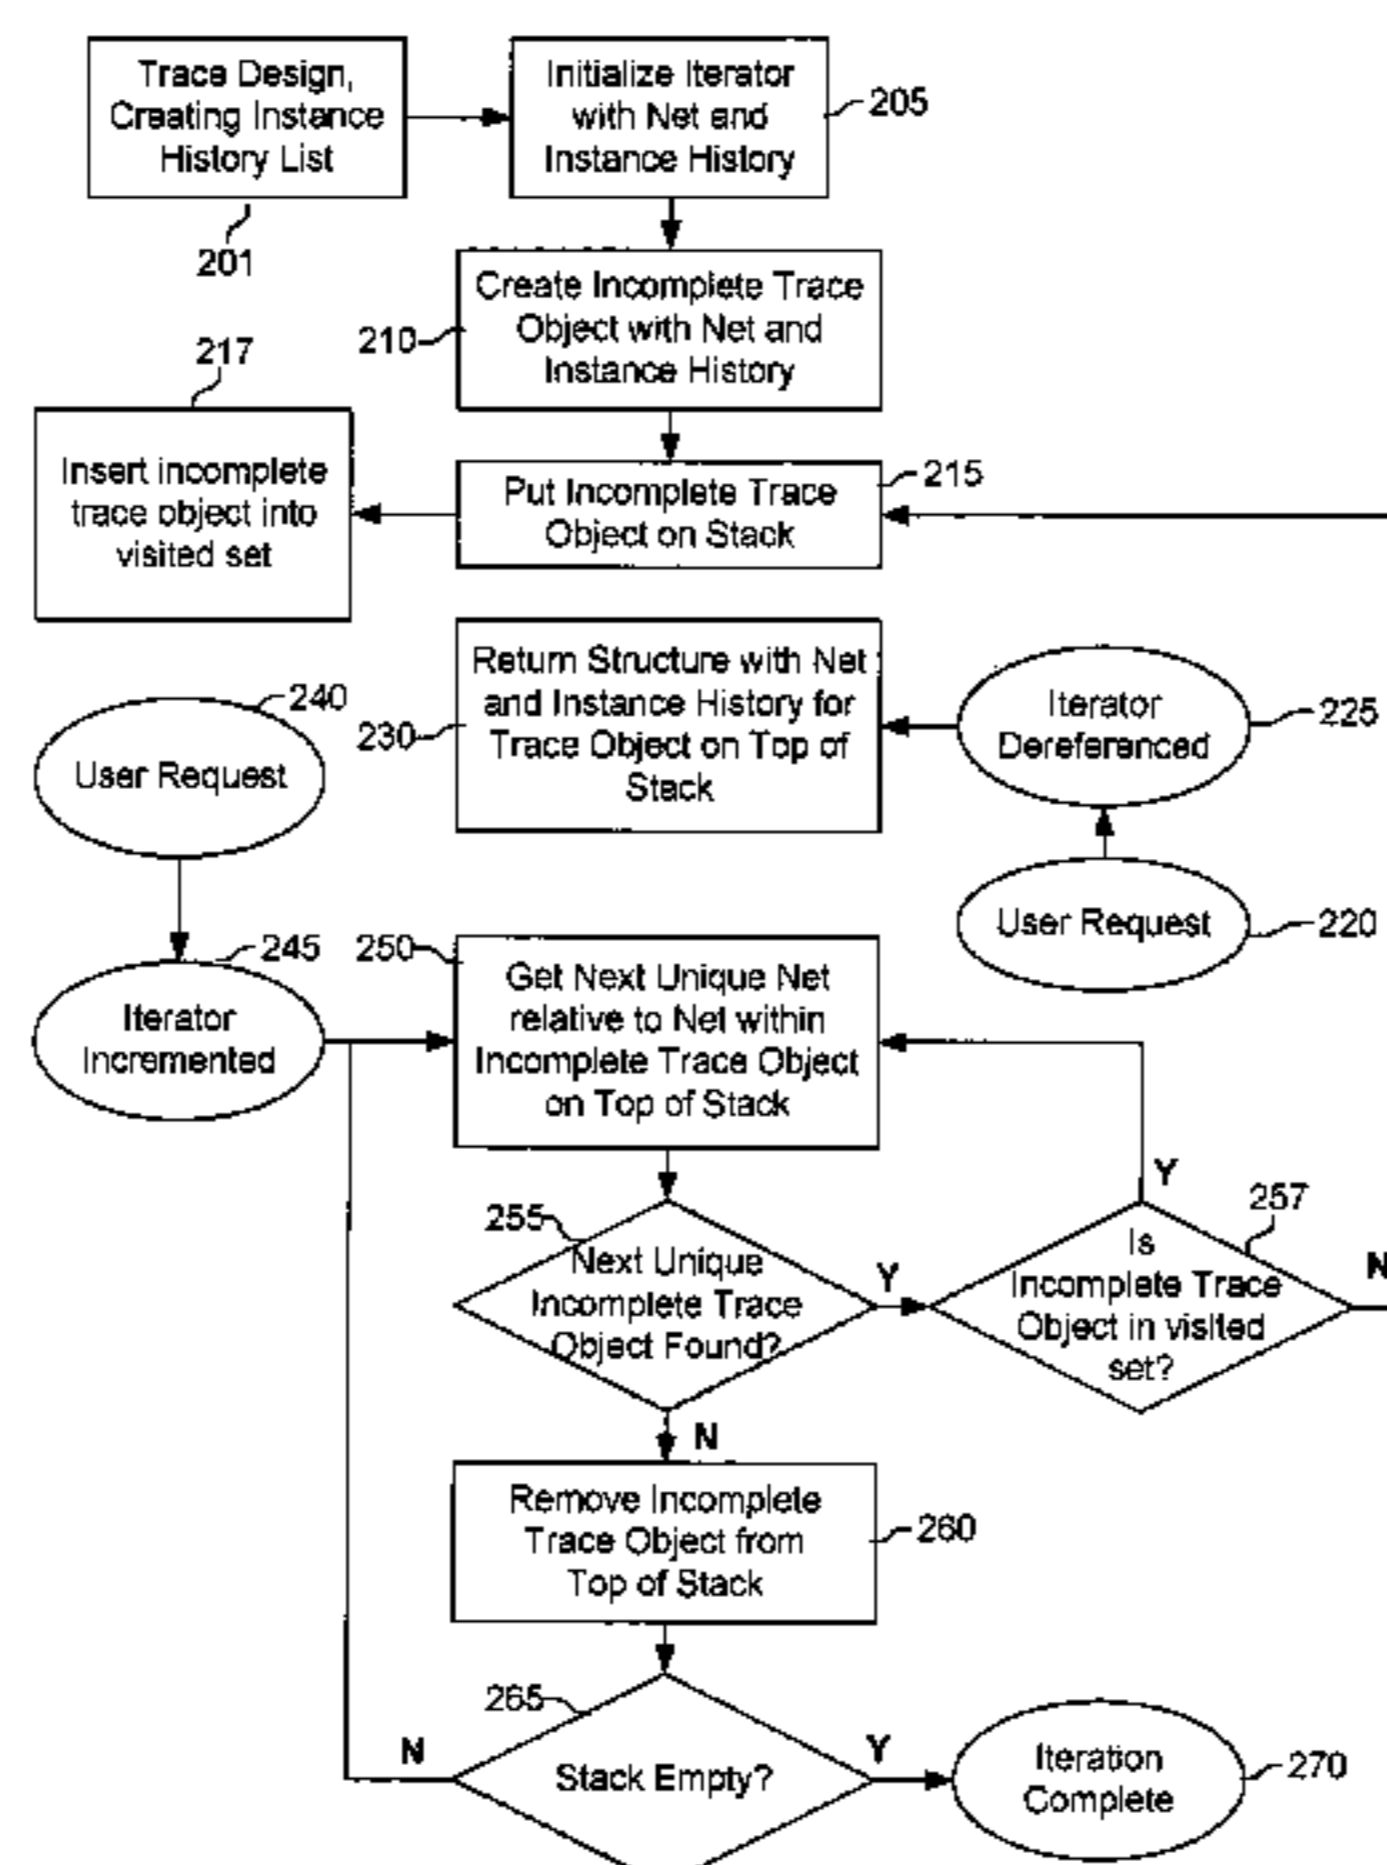 Trace Design,
Creating Instance
History List
201
Initialize Iterator
with Net and
Instance History
205
Create Incomplete Trace
Object with Net and
Instance History
210
217
Insert incomplete
trace object into
visited set
Put Incomplete Trace
Object on Stack
215
Return Structure with Net
and Instance History for
Trace Object on Top of
Stack
230
Iterator
Dereferenced
225
User Request
240
User Request
220
Iterator
Incremented
245
250
Get Next Unique Net
relative to Net within
Incomplete Trace Object
on Top of Stack
255
Next Unique
Incomplete Trace
Object Found?
Y
Y
257
Is
Incomplete Trace
Object in visited
set?
N
N
Remove Incomplete
Trace Object from
Top of Stack
260
265
Stack Empty?
N
Y
Iteration
Complete
270